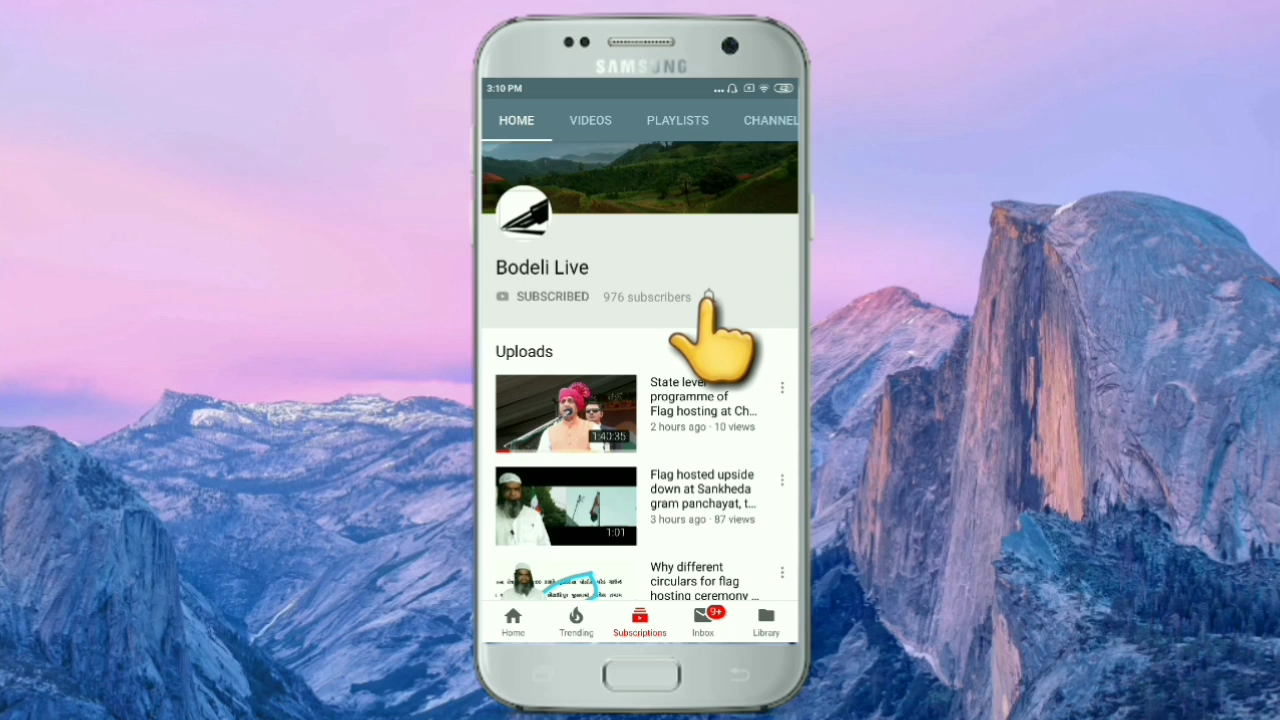 SAMSUNG
3:10 PM
HOME VIDEOS PLAYLISTS CHANNEL
Bodeli Live
SUBSCRIBED 976 subscribers
Uploads
State level
programme of
Flag hosting at Ch...
2 hours ago · 10 views
1:40:35
Flag hosted upside
down at Sankheda
gram panchayat, t...
3 hours ago · 87 views
1:01
Why different
circulars for flag
hosting ceremony ...
9+
Home Trending Subscriptions Inbox Library